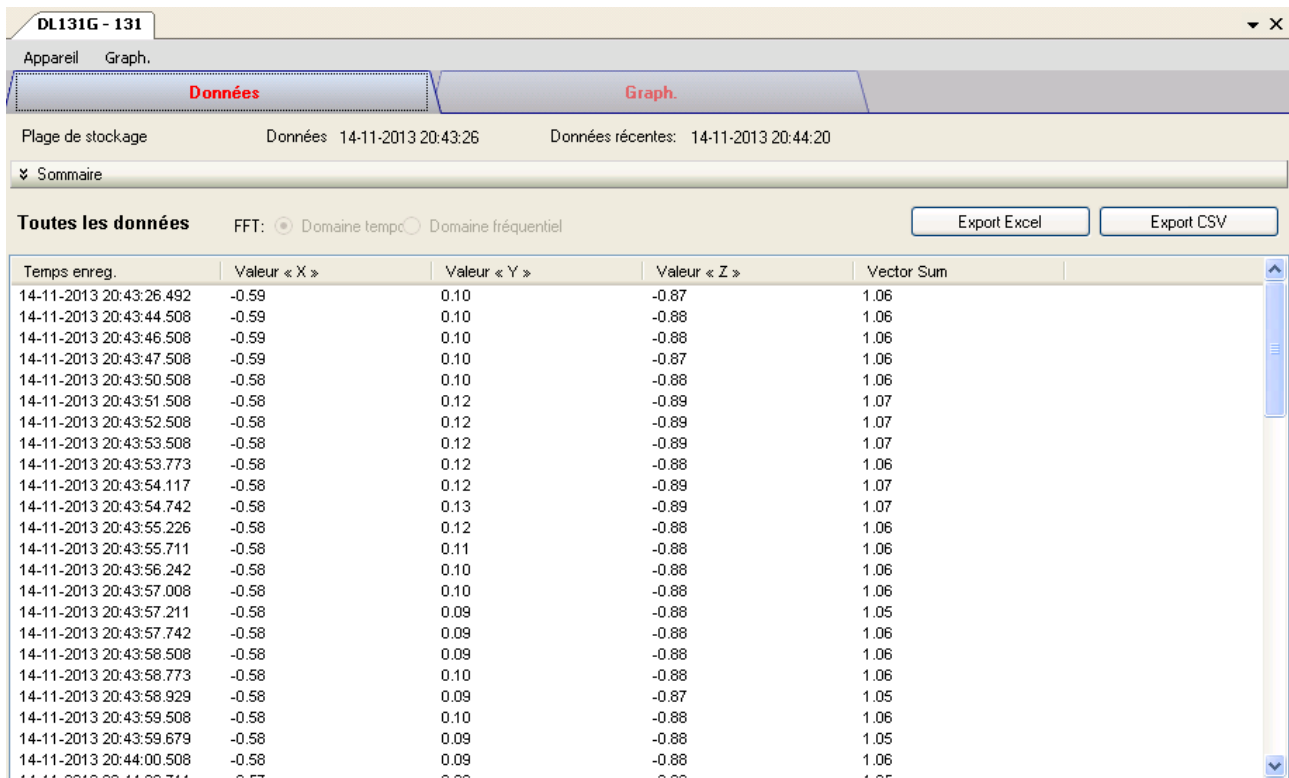 DL131G - 131
Appareil Graph.
Données Graph.
Plage de stockage Données 14-11-2013 20:43:26 Données récentes: 14-11-2013 20:44:20
Sommaire
Toutes les données FFT: Domaine tempo Domaine fréquentiel Export Excel Export CSV
Temps enreg. Valeur « X » Valeur « Y » Valeur « Z » Vector Sum
14-11-2013 20:43:26.492 -0.59 0.10 -0.87 1.06
14-11-2013 20:43:44.508 -0.59 0.10 -0.88 1.06
14-11-2013 20:43:46.508 -0.59 0.10 -0.88 1.06
14-11-2013 20:43:47.508 -0.59 0.10 -0.87 1.06
14-11-2013 20:43:50.508 -0.58 0.10 -0.88 1.06
14-11-2013 20:43:51.508 -0.58 0.12 -0.89 1.07
14-11-2013 20:43:52.508 -0.58 0.12 -0.89 1.07
14-11-2013 20:43:53.508 -0.58 0.12 -0.89 1.07
14-11-2013 20:43:53.773 -0.58 0.12 -0.88 1.06
14-11-2013 20:43:54.117 -0.58 0.12 -0.89 1.07
14-11-2013 20:43:54.742 -0.58 0.13 -0.89 1.07
14-11-2013 20:43:55.226 -0.58 0.12 -0.88 1.06
14-11-2013 20:43:55.711 -0.58 0.11 -0.88 1.06
14-11-2013 20:43:56.242 -0.58 0.10 -0.88 1.06
14-11-2013 20:43:57.008 -0.58 0.10 -0.88 1.06
14-11-2013 20:43:57.211 -0.58 0.09 -0.88 1.05
14-11-2013 20:43:57.742 -0.58 0.09 -0.88 1.06
14-11-2013 20:43:58.508 -0.58 0.09 -0.88 1.06
14-11-2013 20:43:58.773 -0.58 0.10 -0.88 1.06
14-11-2013 20:43:58.929 -0.58 0.09 -0.87 1.05
14-11-2013 20:43:59.508 -0.58 0.10 -0.88 1.06
14-11-2013 20:43:59.679 -0.58 0.09 -0.88 1.05
14-11-2013 20:44:00.508 -0.58 0.09 -0.88 1.06